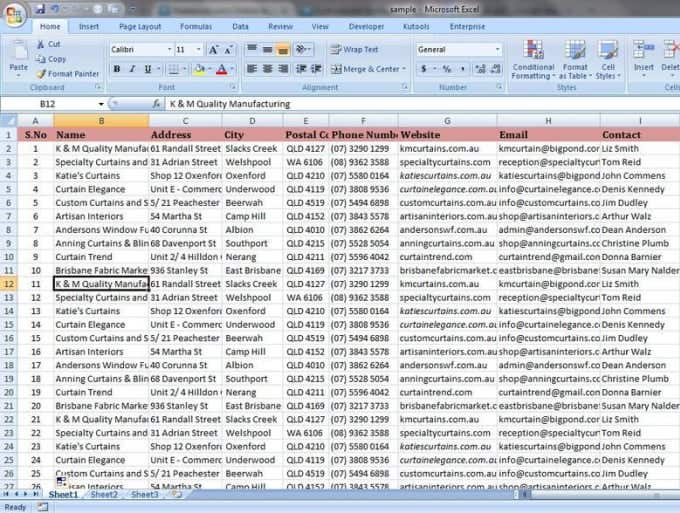 sample - Microsoft Excel
Home Insert Page Layout Formulas Data Review View Developer Kutools Enterprise
Paste
Cut
Copy
Format Painter
Clipboard
Calibri 11
B I U
Font
Wrap Text
Merge & Center
Alignment
General
$ % ,
Number
Conditional Formatting
Format as Table
Cell Styles
Styles
Insert
Cells
B12 fx K & M Quality Manufacturing
A B C D E F G H I
1 S.No Name Address City Postal Co Phone Numb Website Email Contact
2 1 K & M Quality Manufac 61 Randall Street Slacks Creek QLD 4127 (07) 3290 1299 kmcurtain.com.au kmcurtain@bigpond.com Liz Smith
3 2 Specialty Curtains and 31 Adrian Street Welshpool WA 6106 (08) 9362 3588 specialtycurtains.com reception@specialtycur Tom Reid
4 3 Katie's Curtains Shop 12 Oxenford Oxenford QLD 4210 (07) 5580 0164 katiescurtains.com.au katiescurtains@bigpond John Commens
5 4 Curtain Elegance Unit E - Commerc Underwood QLD 4119 (07) 3808 9536 curtainelegance.com.au info@curtainelegance.c Denis Kennedy
6 5 Custom Curtains and S 5/ 21 Peachester Beerwah QLD 4519 (07) 5494 6898 customcurtains.com.au info@customcurtains.co Jim Dudley
7 6 Artisan Interiors 54 Martha St Camp Hill QLD 4152 (07) 3843 5578 artisaninteriors.com.au shop@artisaninteriors.c Arthur Walz
8 7 Andersons Window Fu 40 Corunna St Albion QLD 4010 (07) 3862 6264 andersonswf.com.au admin@andersonswf.co Dean Anderson
9 8 Anning Curtains & Blin 68 Davenport St Southport QLD 4215 (07) 5528 5054 anningcurtains.com.au admin@anningcurtains.c Christine Plumb
10 9 Curtain Trend Unit 2/ 4 Hilldon Nerang QLD 4211 (07) 5596 4042 curtaintrend.com curtaintrend@gmail.com Donna Barnier
11 10 Brisbane Fabric Marke 936 Stanley St East Brisbane QLD 4169 (07) 3217 3733 brisbanefabricmarket.c eastbrisbane@brisbane Susan Mary Nalder
12 11 K & M Quality Manufac 61 Randall Street Slacks Creek QLD 4127 (07) 3290 1299 kmcurtain.com.au kmcurtain@bigpond.com Liz Smith
13 12 Specialty Curtains and 31 Adrian Street Welshpool WA 6106 (08) 9362 3588 specialtycurtains.com reception@specialtycur Tom Reid
14 13 Katie's Curtains Shop 12 Oxenford Oxenford QLD 4210 (07) 5580 0164 katiescurtains.com.au katiescurtains@bigpond John Commens
15 14 Curtain Elegance Unit E - Commerc Underwood QLD 4119 (07) 3808 9536 curtainelegance.com.au info@curtainelegance.c Denis Kennedy
16 15 Custom Curtains and S 5/ 21 Peachester Beerwah QLD 4519 (07) 5494 6898 customcurtains.com.au info@customcurtains.co Jim Dudley
17 16 Artisan Interiors 54 Martha St Camp Hill QLD 4152 (07) 3843 5578 artisaninteriors.com.au shop@artisaninteriors.c Arthur Walz
18 17 Andersons Window Fu 40 Corunna St Albion QLD 4010 (07) 3862 6264 andersonswf.com.au admin@andersonswf.co Dean Anderson
19 18 Anning Curtains & Blin 68 Davenport St Southport QLD 4215 (07) 5528 5054 anningcurtains.com.au admin@anningcurtains.c Christine Plumb
20 19 Curtain Trend Unit 2/ 4 Hilldon Nerang QLD 4211 (07) 5596 4042 curtaintrend.com curtaintrend@gmail.com Donna Barnier
21 20 Brisbane Fabric Marke 936 Stanley St East Brisbane QLD 4169 (07) 3217 3733 brisbanefabricmarket.c eastbrisbane@brisbane Susan Mary Nalder
22 21 K & M Quality Manufac 61 Randall Street Slacks Creek QLD 4127 (07) 3290 1299 kmcurtain.com.au kmcurtain@bigpond.com Liz Smith
23 22 Specialty Curtains and 31 Adrian Street Welshpool WA 6106 (08) 9362 3588 specialtycurtains.com reception@specialtycur Tom Reid
24 23 Katie's Curtains Shop 12 Oxenford Oxenford QLD 4210 (07) 5580 0164 katiescurtains.com.au katiescurtains@bigpond John Commens
25 24 Curtain Elegance Unit E - Commerc Underwood QLD 4119 (07) 3808 9536 curtainelegance.com.au info@curtainelegance.c Denis Kennedy
26 25 Custom Curtains and S 5/ 21 Peachester Beerwah QLD 4519 (07) 5494 6898 customcurtains.com.au info@customcurtains.co Jim Dudley
27 26 isan Interiors 54 Martha St Camp Hill QLD 4152 (07) 3843 5578 artisaninteriors.com.au shop@artisaninteriors.c Arthur Walz
Sheet1 Sheet2 Sheet3
Ready